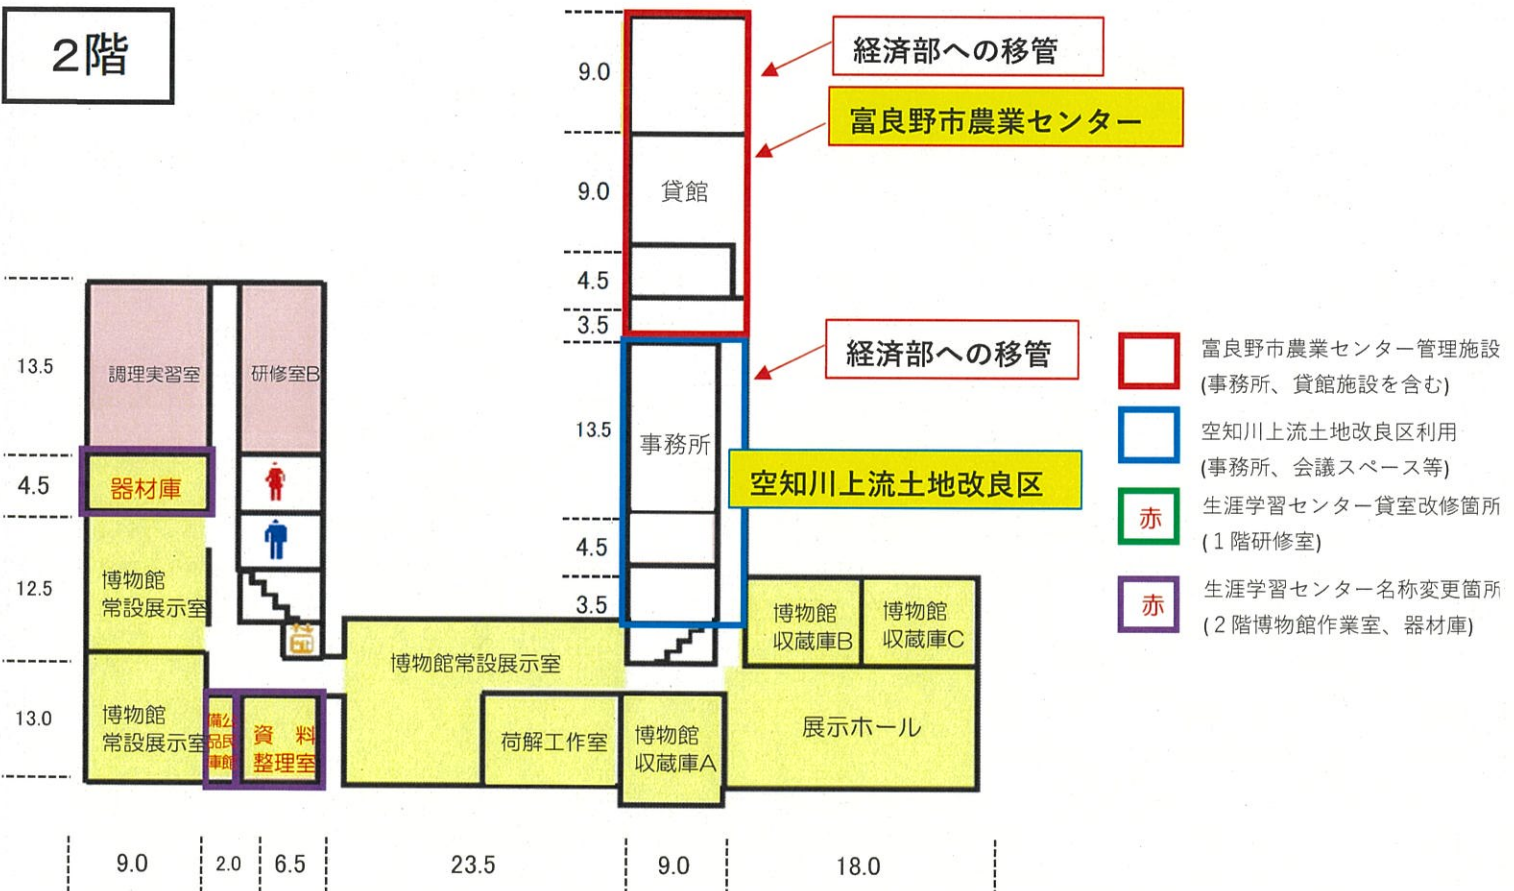 2階
9.0
経済部への移管
富良野市農業センター
9.0
貸館
4.5
3.5
経済部への移管
13.5
調理実習室
研修室B
13.5
事務所
空知川上流土地改良区
4.5
器材庫
4.5
12.5
博物館
常設展示室
3.5
博物館
収蔵庫B
博物館
収蔵庫C
博物館常設展示室
13.0
博物館
常設展示室
公民館
備品庫
資 料
整理室
荷解工作室
博物館
収蔵庫A
展示ホール
9.0
2.0
6.5
23.5
9.0
18.0
富良野市農業センター管理施設
(事務所、貸館施設を含む)
空知川上流土地改良区利用
(事務所、会議スペース等)
赤
生涯学習センター貸室改修箇所
(1階研修室)
赤
生涯学習センター名称変更箇所
(2階博物館作業室、器材庫)